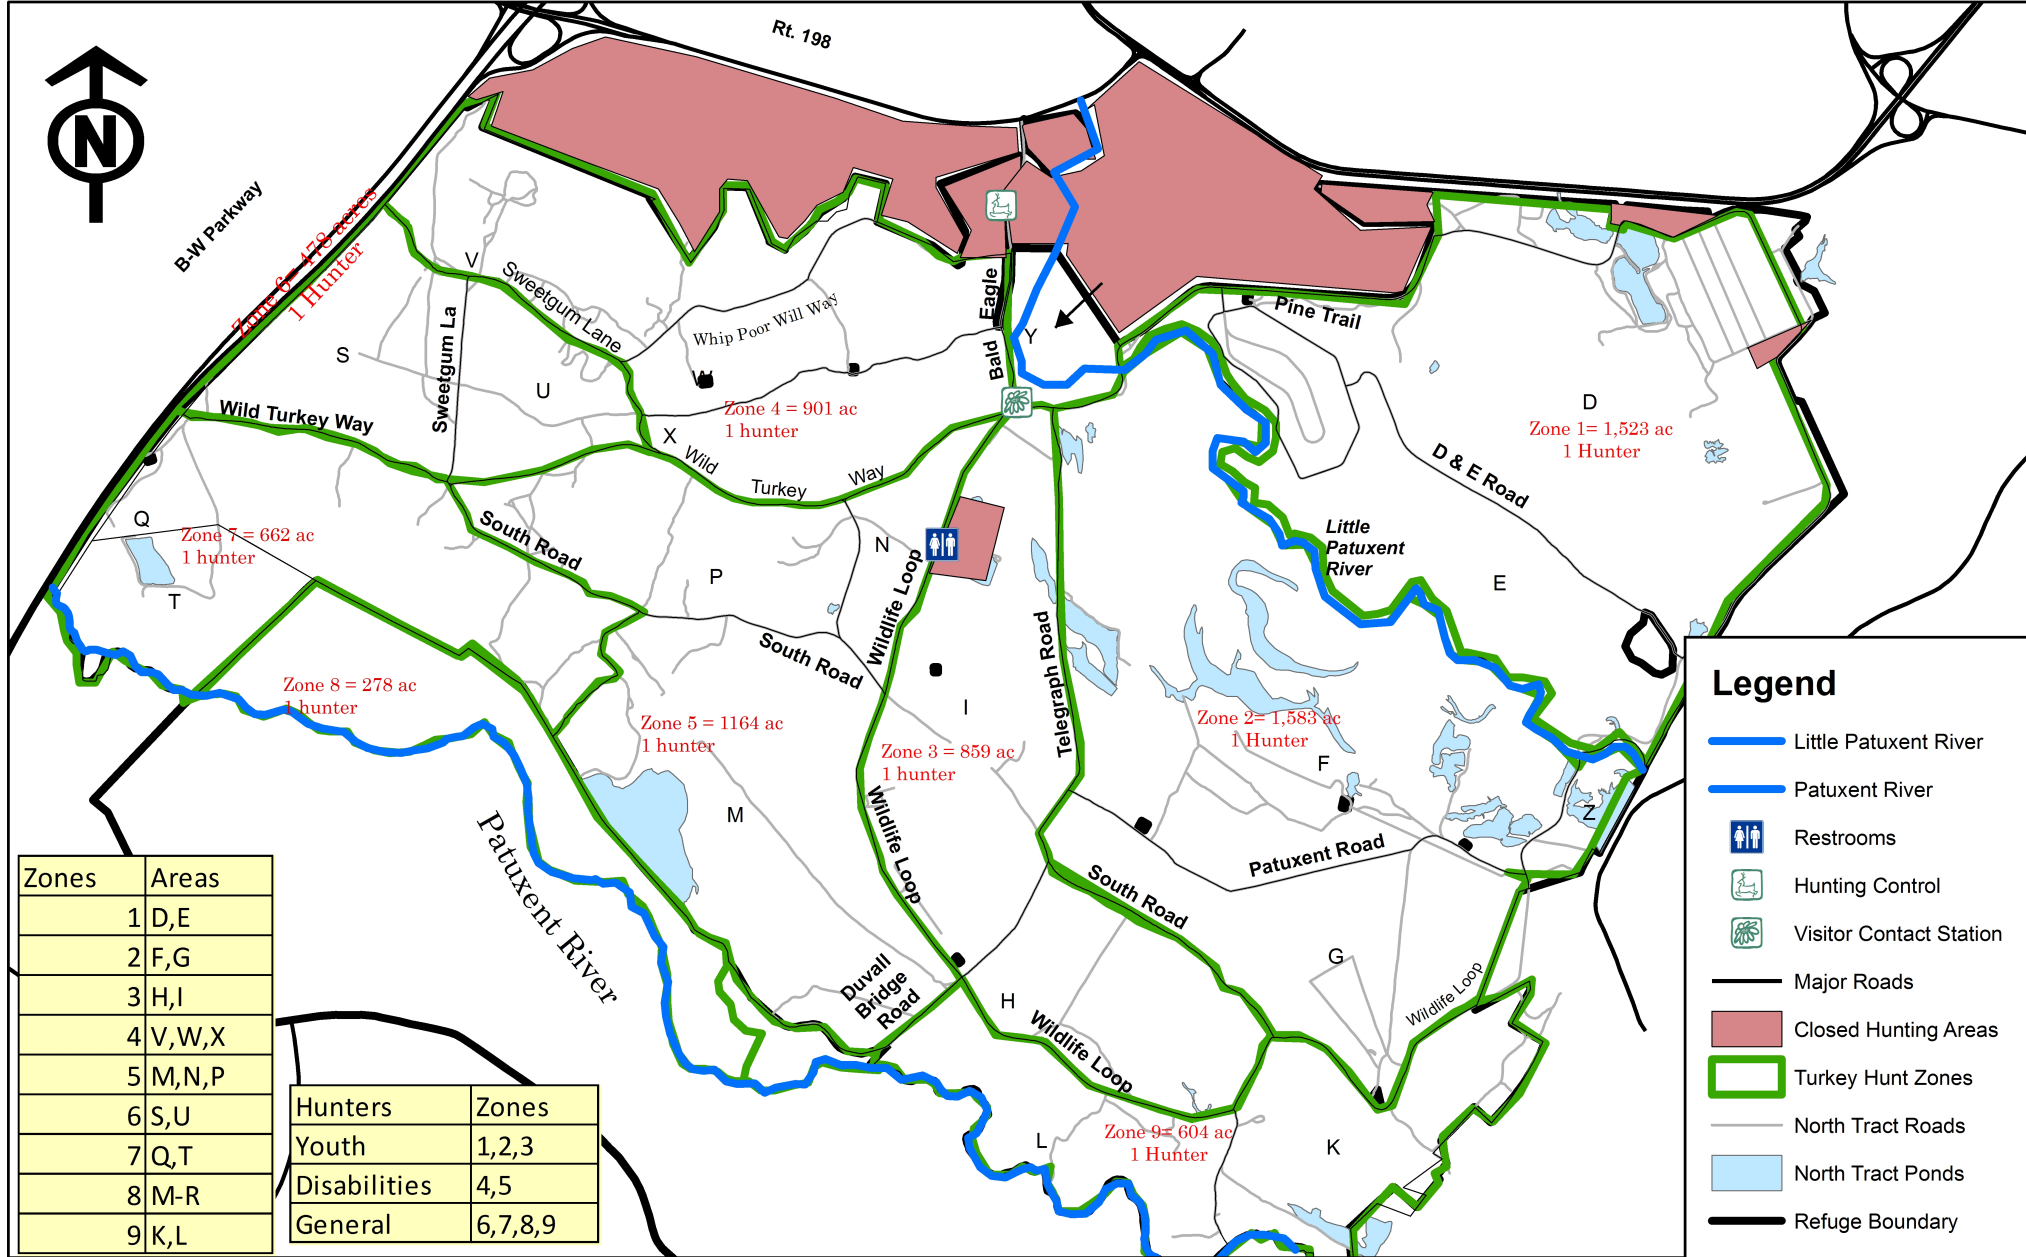 Rt. 198
N
B-W Parkway
Zone 6= 478 acres
1 Hunter
V
Sweetgum Lane
Whip Poor Will Way
Bald Eagle
Y
Pine Trail
S
Sweetgum La
U
W
D
Zone 4 = 901 ac
1 hunter
Zone 1= 1,523 ac
1 Hunter
Wild Turkey Way
X
Wild Turkey Way
D & E Road
Q
Zone 7 = 662 ac
1 hunter
South Road
N
Little
Patuxent
River
P
E
T
Wildlife Loop
South Road
Telegraph Road
Zone 8 = 278 ac
1 hunter
Zone 5 = 1164 ac
1 hunter
I
Zone 3 = 859 ac
1 hunter
Zone 2= 1,583 ac
1 Hunter
F
M
Wildlife Loop
Z
Patuxent River
Patuxent Road
South Road
G
Duvall
Bridge
Road
H
Wildlife Loop
Wildlife Loop
L
Zone 9= 604 ac
1 Hunter
K
Zones Areas
1 D,E
2 F,G
3 H,I
4 V,W,X
5 M,N,P
6 S,U
7 Q,T
8 M-R
9 K,L
Hunters Zones
Youth 1,2,3
Disabilities 4,5
General 6,7,8,9
Legend
Little Patuxent River
Patuxent River
Restrooms
Hunting Control
Visitor Contact Station
Major Roads
Closed Hunting Areas
Turkey Hunt Zones
North Tract Roads
North Tract Ponds
Refuge Boundary